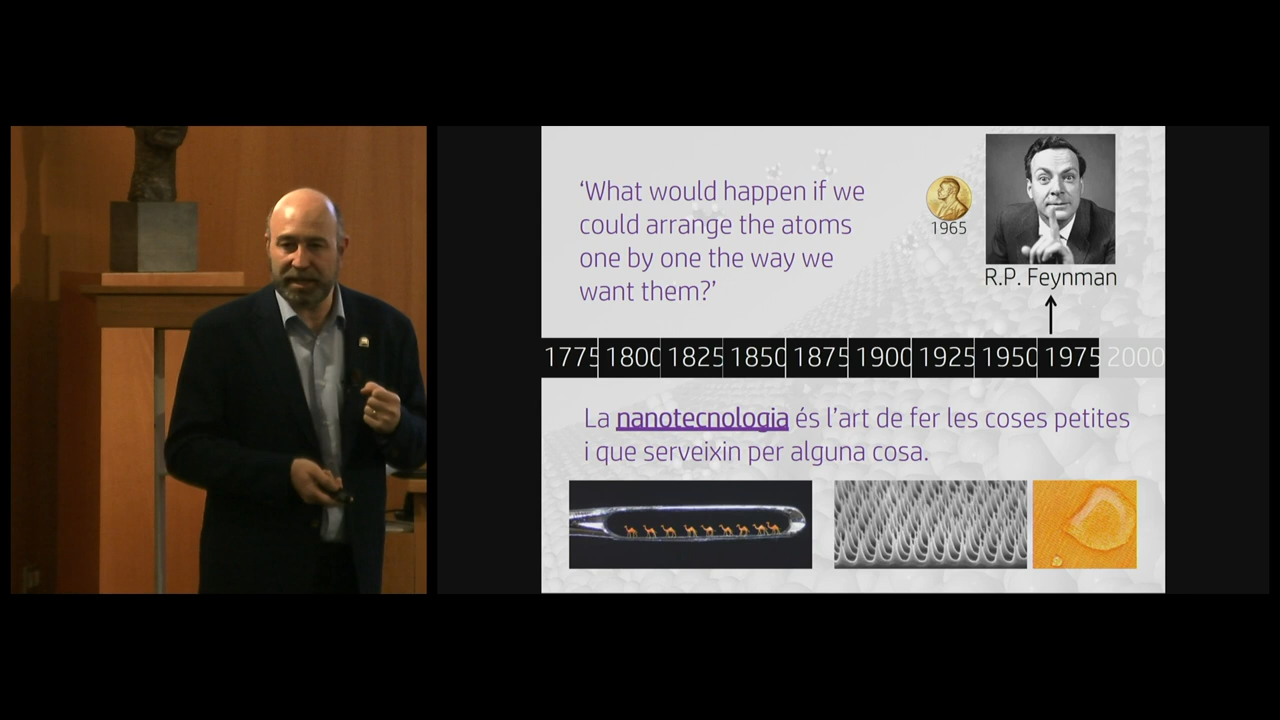 ‘What would happen if we
could arrange the atoms
one by one the way we
want them?’
1965
R.P. Feynman
1775 1800 1825 1850 1875 1900 1925 1950 1975 2000
La nanotecnologia és l’art de fer les coses petites
i que serveixin per alguna cosa.